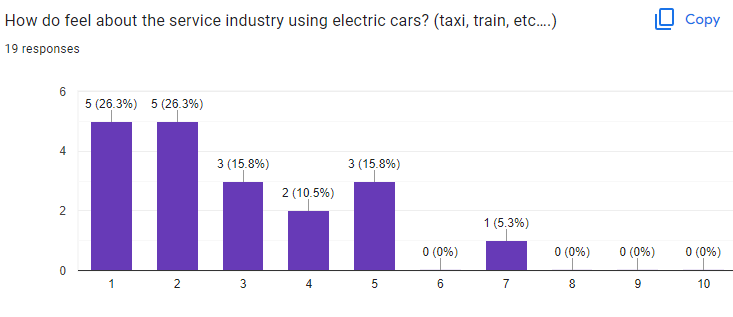 How do feel about the service industry using electric cars? (taxi, train, etc....)
Copy
19 responses
6
5 (26.3%) 5 (26.3%)
4
3 (15.8%) 3 (15.8%)
2 (10.5%)
2
1 (5.3%)
0 (0%) 0 (0%) 0 (0%) 0 (0%)
0
1 2 3 4 5 6 7 8 9 10